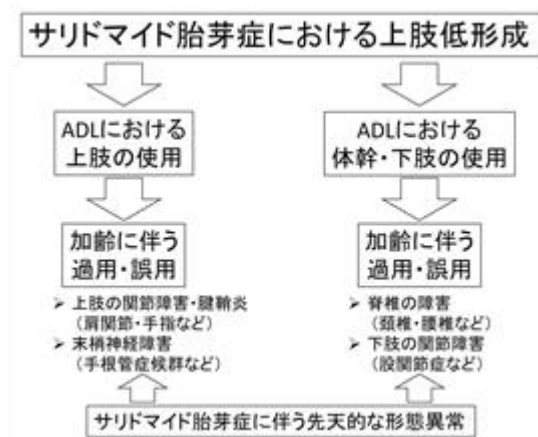 サリドマイド胎芽症における上肢低形成
ADLにおける
上肢の使用
ADLにおける
体幹・下肢の使用
加齢に伴う
過用・誤用
加齢に伴う
過用・誤用
➢ 上肢の関節障害・腱鞘炎
(肩関節・手指など)
➢ 末梢神経障害
(手根管症候群など)
➢ 脊椎の障害
(頚椎・腰椎など)
➢ 下肢の関節障害
(股関節症など)
サリドマイド胎芽症に伴う先天的な形態異常